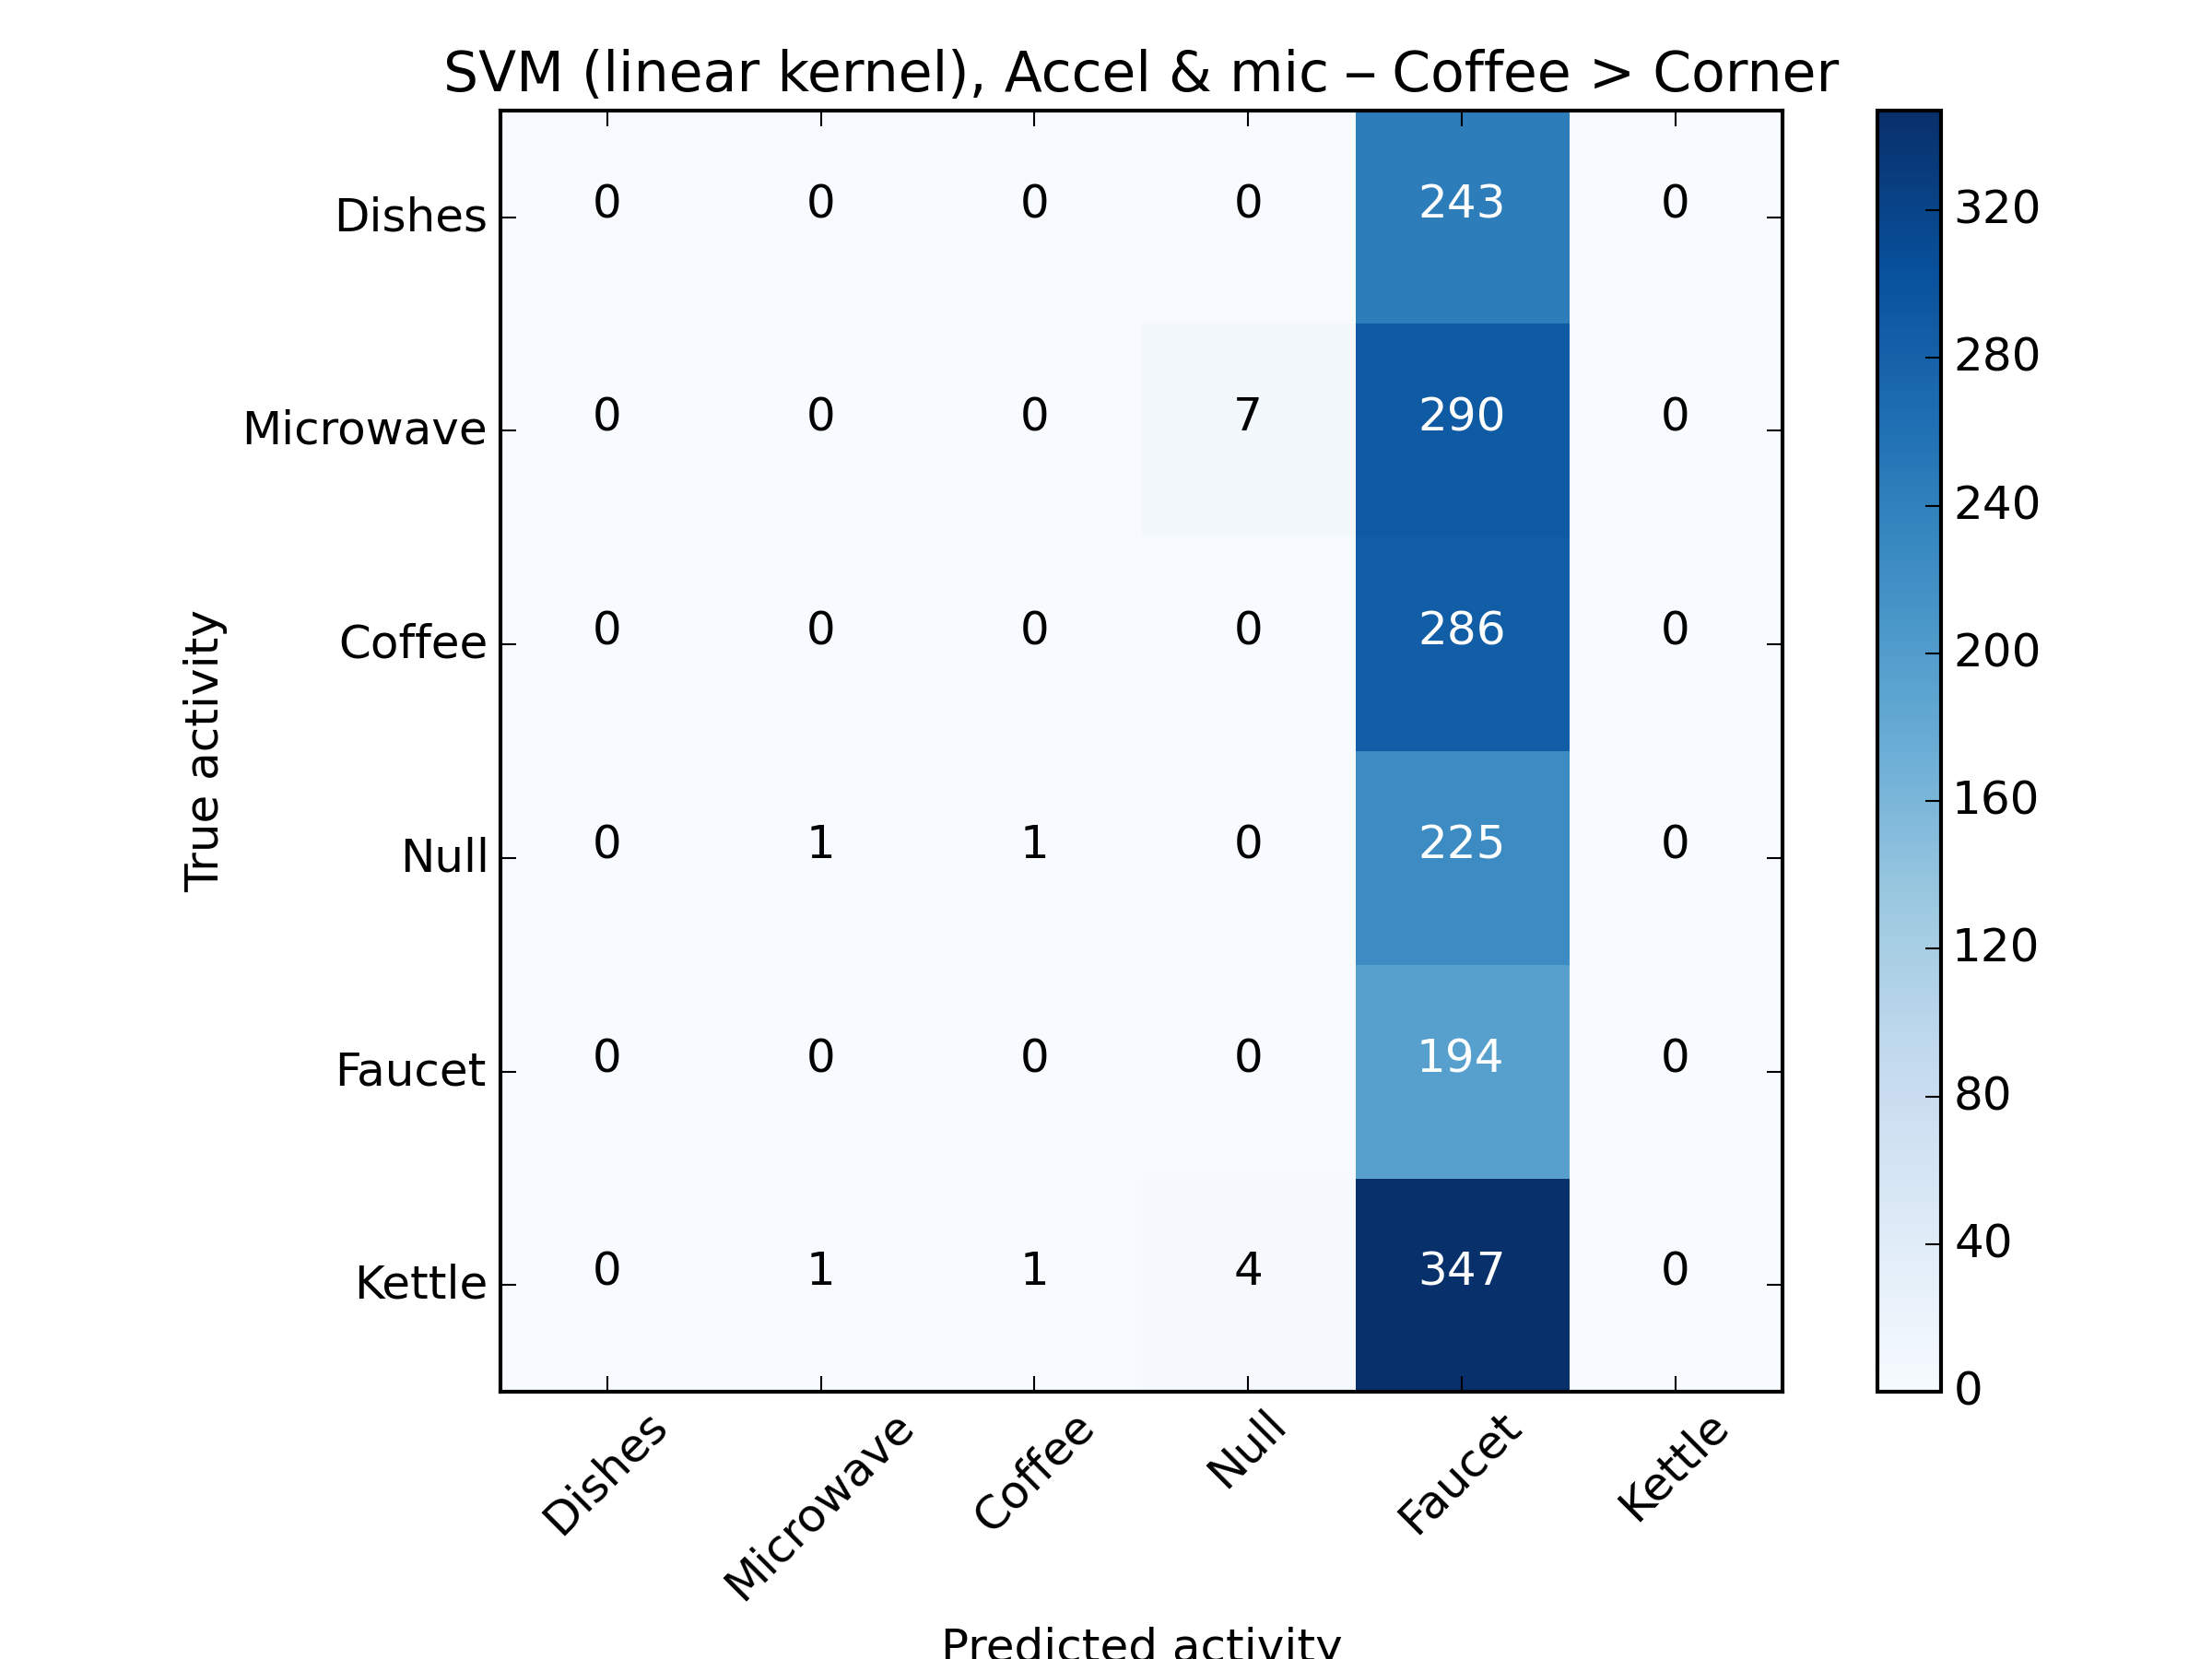 SVM (linear kernel), Accel & mic – Coffee > Corner
Dishes 0 0 0 0 243 0
Microwave 0 0 0 7 290 0
Coffee 0 0 0 0 286 0
Null 0 1 1 0 225 0
Faucet 0 0 0 0 194 0
Kettle 0 1 1 4 347 0
True activity
Dishes Microwave Coffee Null Faucet Kettle
Predicted activity
320
280
240
200
160
120
80
40
0